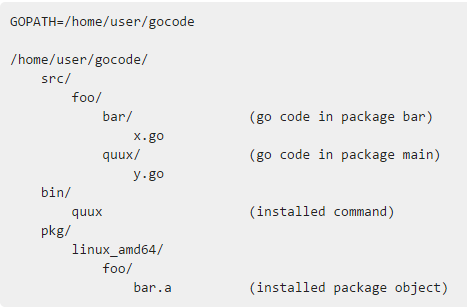 GOPATH=/home/user/gocode
/home/user/gocode/
src/
foo/
bar/ (go code in package bar)
x.go
quux/ (go code in package main)
y.go
bin/
quux (installed command)
pkg/
linux_amd64/
foo/
bar.a (installed package object)